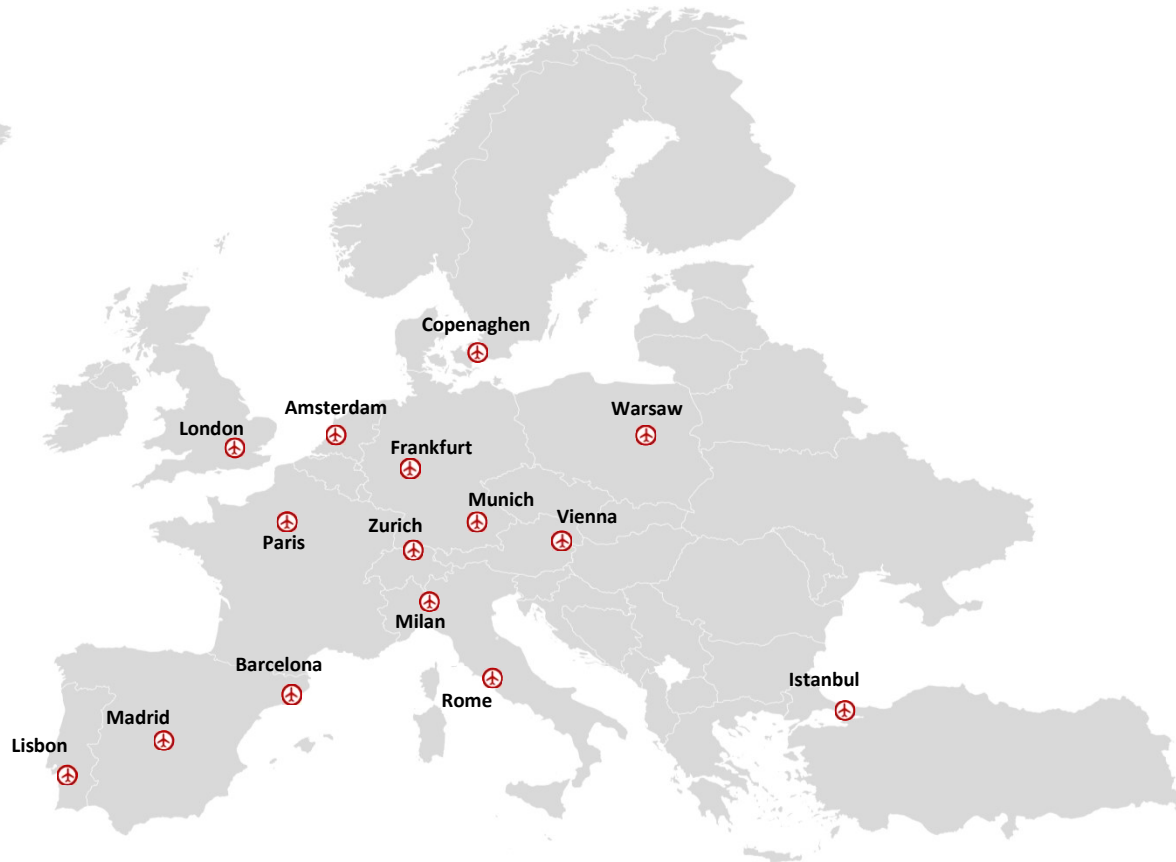 Copenaghen
Amsterdam
Warsaw
London
Frankfurt
Munich
Vienna
Zurich
Paris
Milan
Barcelona
Istanbul
Rome
Madrid
Lisbon